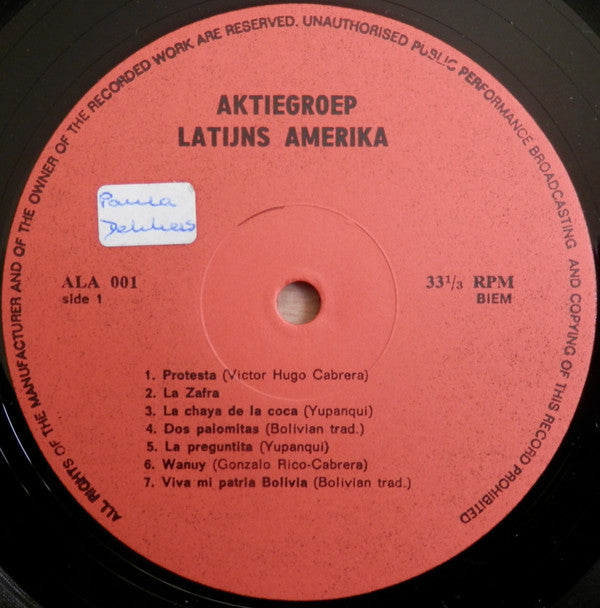 ALL RIGHTS OF THE MANUFACTURER AND OF THE OWNER OF THE RECORDED WORK ARE RESERVED. UNAUTHORISED PUBLIC PERFORMANCE BROADCASTING AND COPYING OF THIS RECORD PROHIBITED
AKTIEGROEP
LATIJNS AMERIKA
Paula
Dekkers
ALA 001
side 1
33 1/3 RPM
BIEM
1. Protesta (Victor Hugo Cabrera)
2. La Zafra
3. La chaya de la coca (Yupanqui)
4. Dos palomitas (Bolivian trad.)
5. La preguntita (Yupanqui)
6. Wanuy (Gonzalo Rico-Cabrera)
7. Viva mi patria Bolivia (Bolivian trad.)